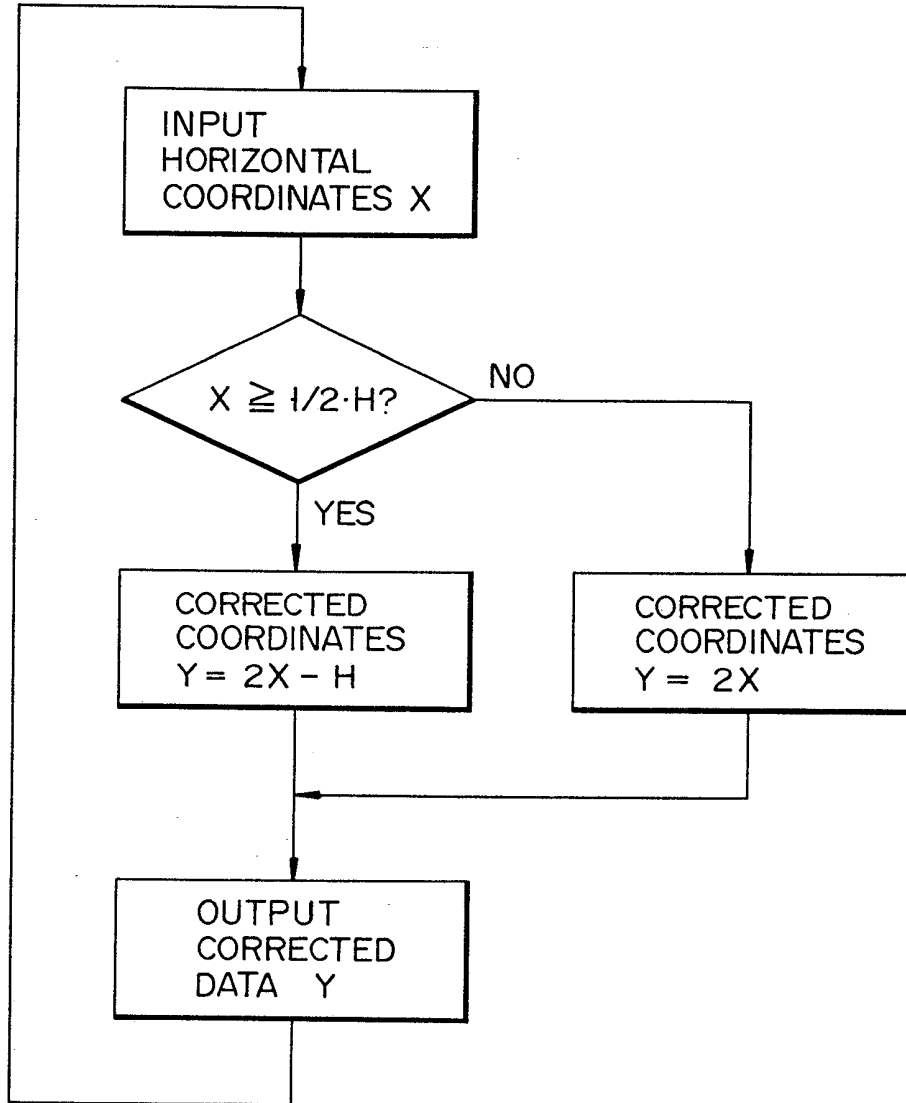 INPUT
HORIZONTAL
COORDINATES X
X ≧ 1/2·H?
NO
YES
CORRECTED
COORDINATES
Y = 2X - H
CORRECTED
COORDINATES
Y = 2X
OUTPUT
CORRECTED
DATA Y